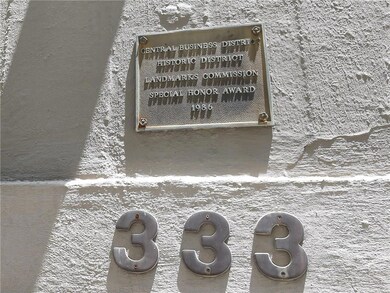 CENTRAL BUSINESS DISTRICT
HISTORIC DISTRICT
LANDMARKS COMMISSION
SPECIAL HONOR AWARD
1986
333